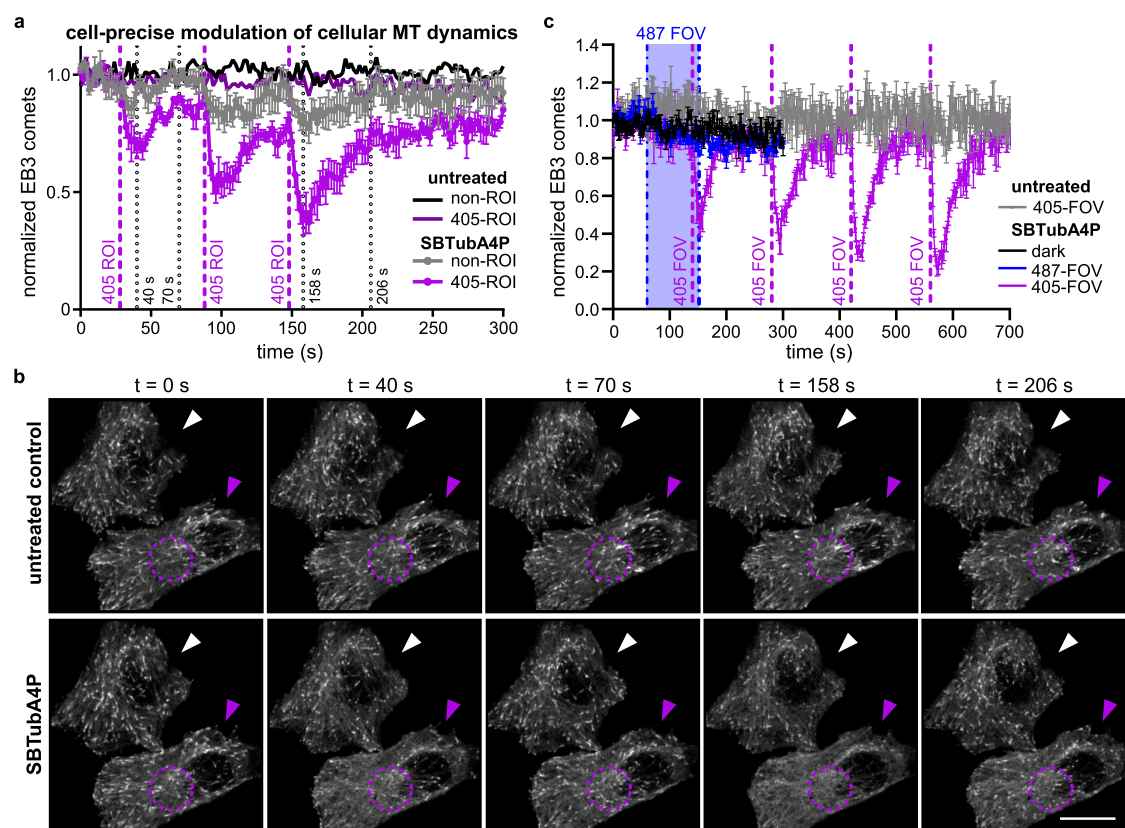 a
cell-precise modulation of cellular MT dynamics
normalized EB3 comets
1.0
0.5
0
405 ROI
40 s
70 s
405 ROI
405 ROI
158 s
206 s
untreated
non-ROI
405-ROI
SBTubA4P
non-ROI
405-ROI
0
50
100
150
200
250
300
time (s)
c
487 FOV
normalized EB3 comets
1.4
1.2
1.0
0.8
0.6
0.4
0.2
0.0
405 FOV
405 FOV
405 FOV
405 FOV
untreated
405-FOV
SBTubA4P
dark
487-FOV
405-FOV
0
100
200
300
400
500
600
700
time (s)
b
t = 0 s
t = 40 s
t = 70 s
t = 158 s
t = 206 s
untreated control
SBTubA4P